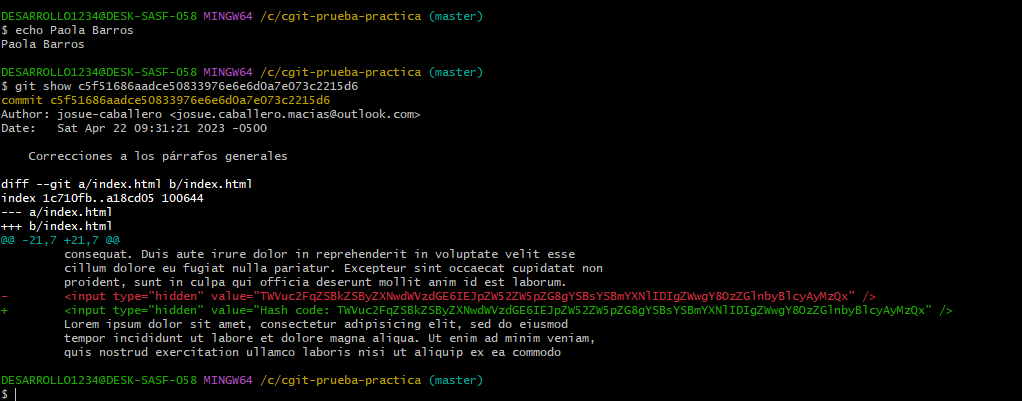 DESARROLLO1234@DESK-SASF-058 MINGW64 /c/cgit-prueba-practica (master)
$ echo Paola Barros
Paola Barros
DESARROLLO1234@DESK-SASF-058 MINGW64 /c/cgit-prueba-practica (master)
$ git show c5f51686aadce50833976e6e6d0a7e073c2215d6
commit c5f51686aadce50833976e6e6d0a7e073c2215d6
Author: josue-caballero <josue.caballero.macias@outlook.com>
Date:   Sat Apr 22 09:31:21 2023 -0500
    Correcciones a los párrafos generales
diff --git a/index.html b/index.html
index 1c710fb..a18cd05 100644
--- a/index.html
+++ b/index.html
@@ -21,7 +21,7 @@
         consequat. Duis aute irure dolor in reprehenderit in voluptate velit esse
         cillum dolore eu fugiat nulla pariatur. Excepteur sint occaecat cupidatat non
         proident, sunt in culpa qui officia deserunt mollit anim id est laborum.
-        <input type="hidden" value="TWVuc2FqZSBkZSByZXNwdWVzdGE6IEJpZW52ZW5pZG8gYSBsYSBmYXNlIDIgZWwgY8OzZGlnbyBlcyAyMzQx" />
+        <input type="hidden" value="Hash code: TWVuc2FqZSBkZSByZXNwdWVzdGE6IEJpZW52ZW5pZG8gYSBsYSBmYXNlIDIgZWwgY8OzZGlnbyBlcyAyMzQx" />
         Lorem ipsum dolor sit amet, consectetur adipisicing elit, sed do eiusmod
         tempor incididunt ut labore et dolore magna aliqua. Ut enim ad minim veniam,
         quis nostrud exercitation ullamco laboris nisi ut aliquip ex ea commodo
DESARROLLO1234@DESK-SASF-058 MINGW64 /c/cgit-prueba-practica (master)
$